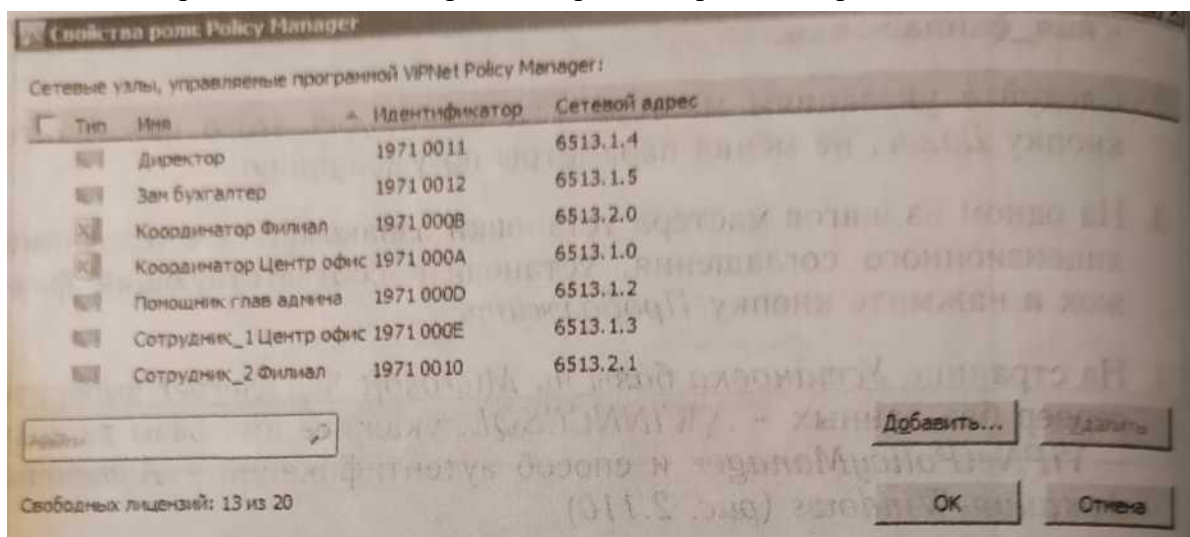 Свойства роли: Policy Manager
Сетевые узлы, управляемые програмной ViPNet Policy Manager:
Тип Имя Идентификатор Сетевой адрес
Директор 1971 0011 6513.1.4
Зам бухгалтер 1971 0012 6513.1.5
Координатор Филиал 1971 000B 6513.2.0
Координатор Центр офис 1971 000A 6513.1.0
Помощник глав админа 1971 000D 6513.1.2
Сотрудник_1 Центр офис 1971 000E 6513.1.3
Сотрудник_2 Филиал 1971 0010 6513.2.1
Найти Добавить... Удалить
Свободных лицензий: 13 из 20 OK Отмена